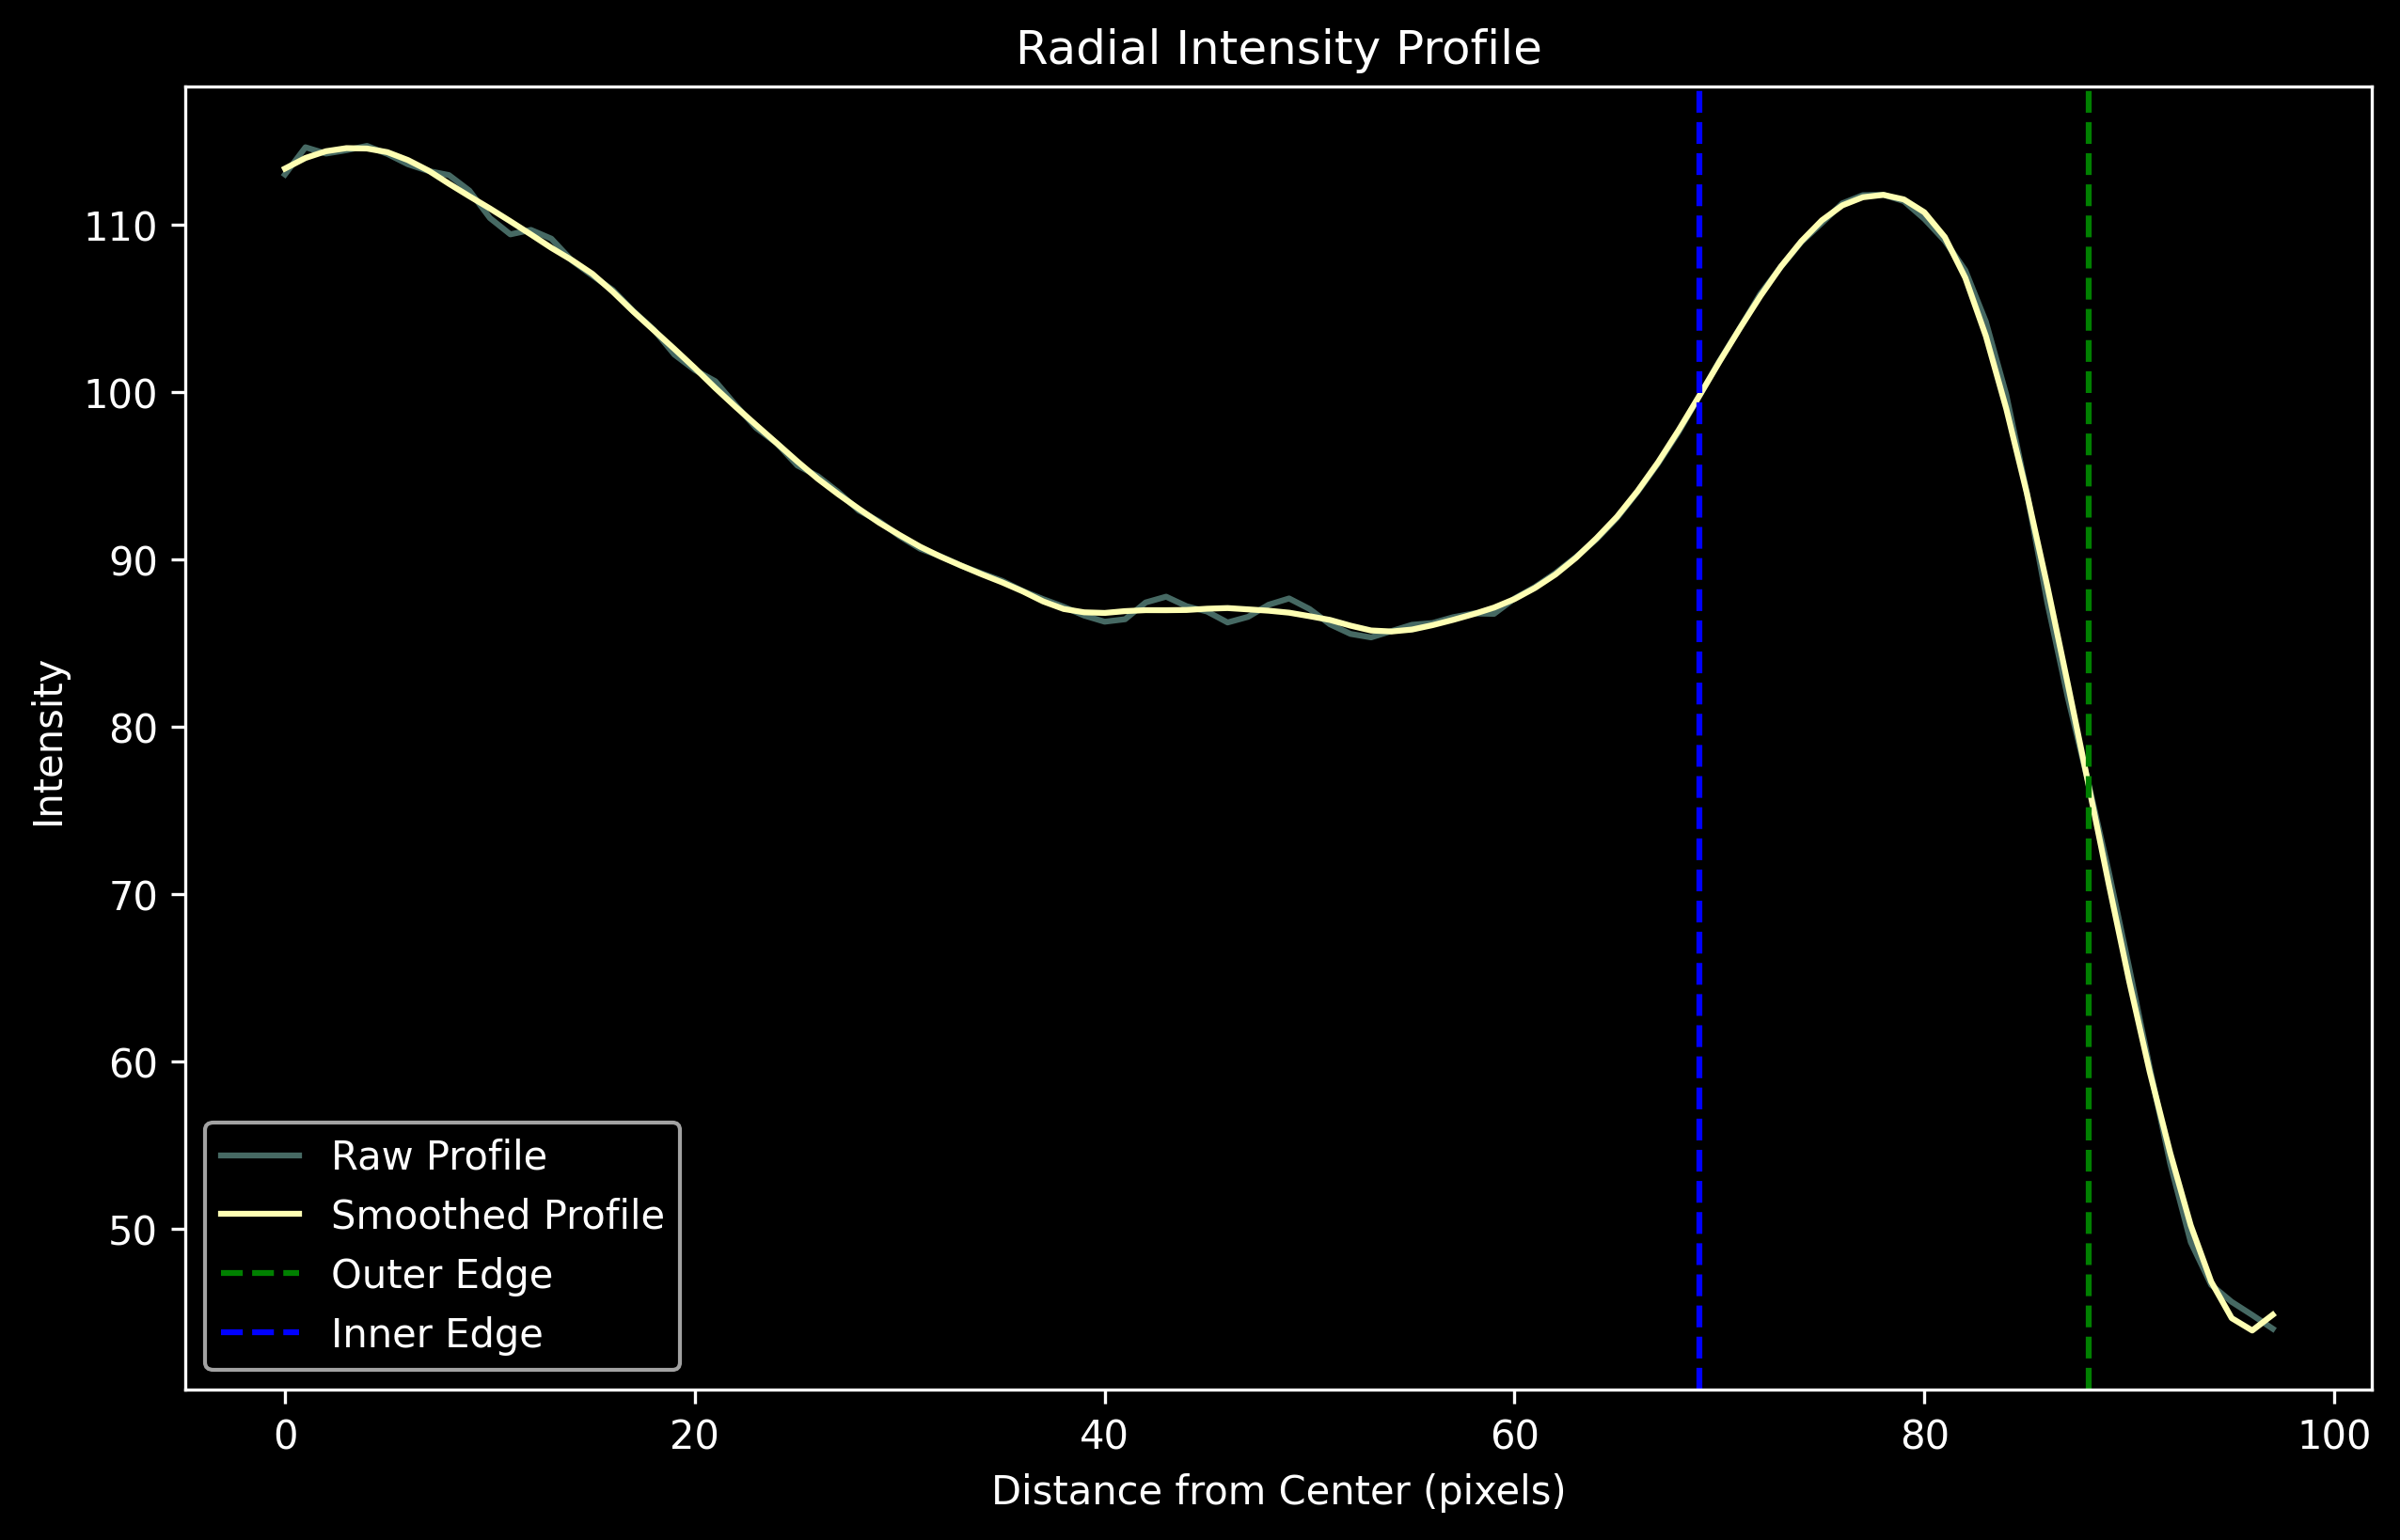 Radial Intensity Profile
Intensity
110
100
90
80
70
60
50
Raw Profile
Smoothed Profile
Outer Edge
Inner Edge
0 20 40 60 80 100
Distance from Center (pixels)